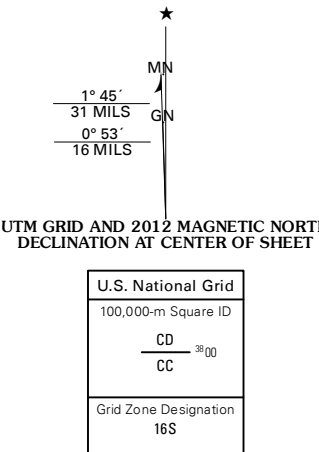 ★
MN
1° 45´
31 MILS
GN
0° 53´
16 MILS
UTM GRID AND 2012 MAGNETIC NORTH
DECLINATION AT CENTER OF SHEET
U.S. National Grid
100,000-m Square ID
CD
3800
CC
Grid Zone Designation
16S